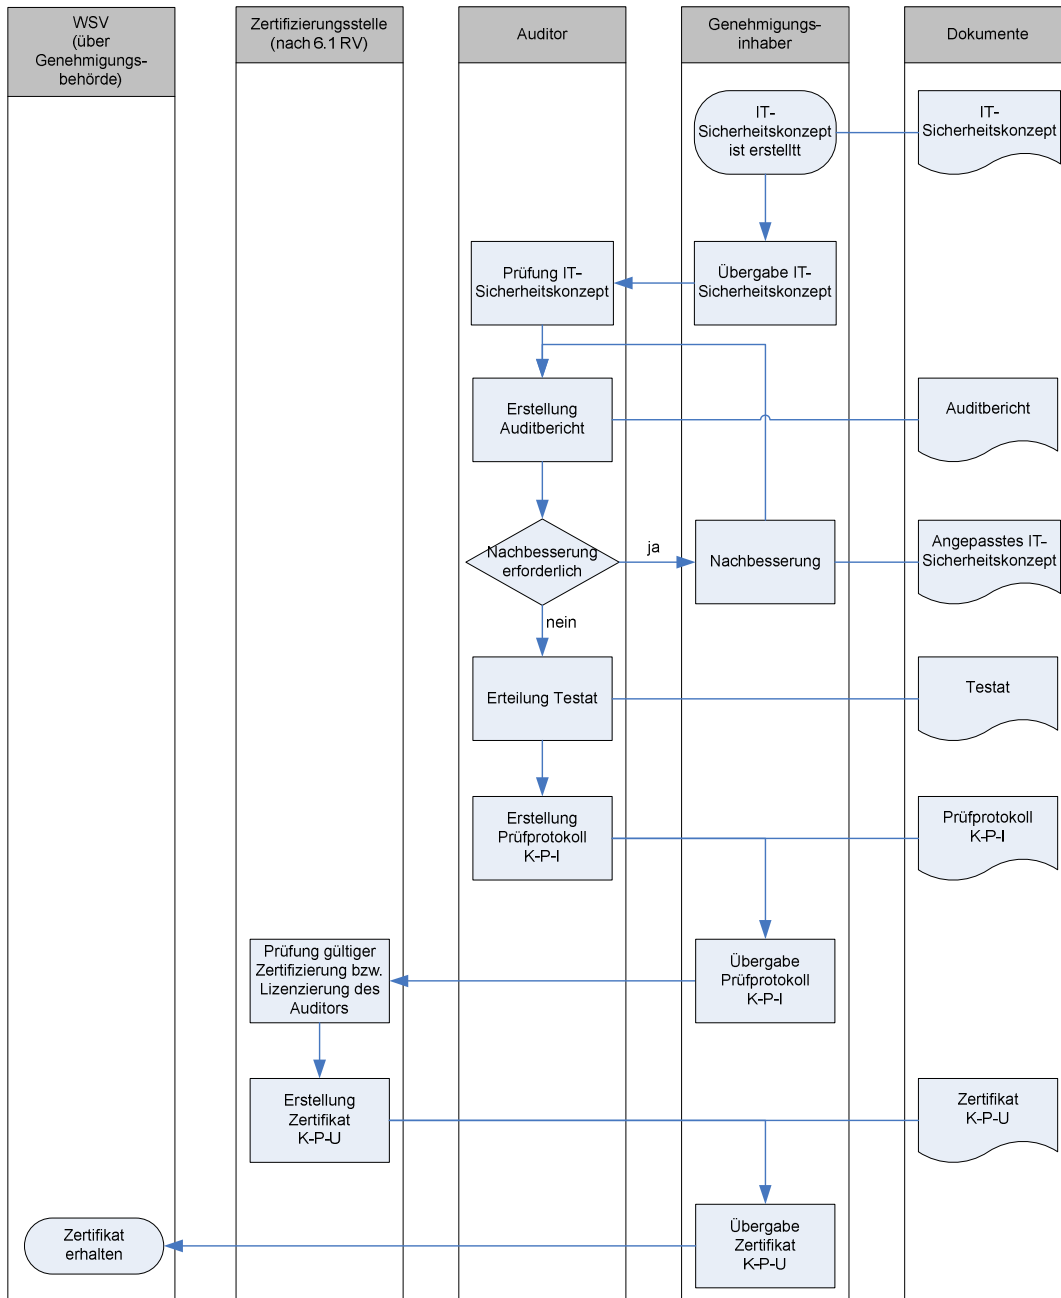 WSV
(über
Genehmigungs-
behörde)
Zertifizierungsstelle
(nach 6.1 RV)
Auditor
Genehmigungs-
inhaber
Dokumente
IT-
Sicherheitskonzept
ist erstelltt
IT-
Sicherheitskonzept
Prüfung IT-
Sicherheitskonzept
Übergabe IT-
Sicherheitskonzept
Erstellung
Auditbericht
Auditbericht
Nachbesserung
erforderlich
ja
Nachbesserung
Angepasstes IT-
Sicherheitskonzept
nein
Erteilung Testat
Testat
Erstellung
Prüfprotokoll
K-P-I
Prüfprotokoll
K-P-I
Prüfung gültiger
Zertifizierung bzw.
Lizenzierung des
Auditors
Übergabe
Prüfprotokoll
K-P-I
Erstellung
Zertifikat
K-P-U
Zertifikat
K-P-U
Zertifikat
erhalten
Übergabe
Zertifikat
K-P-U